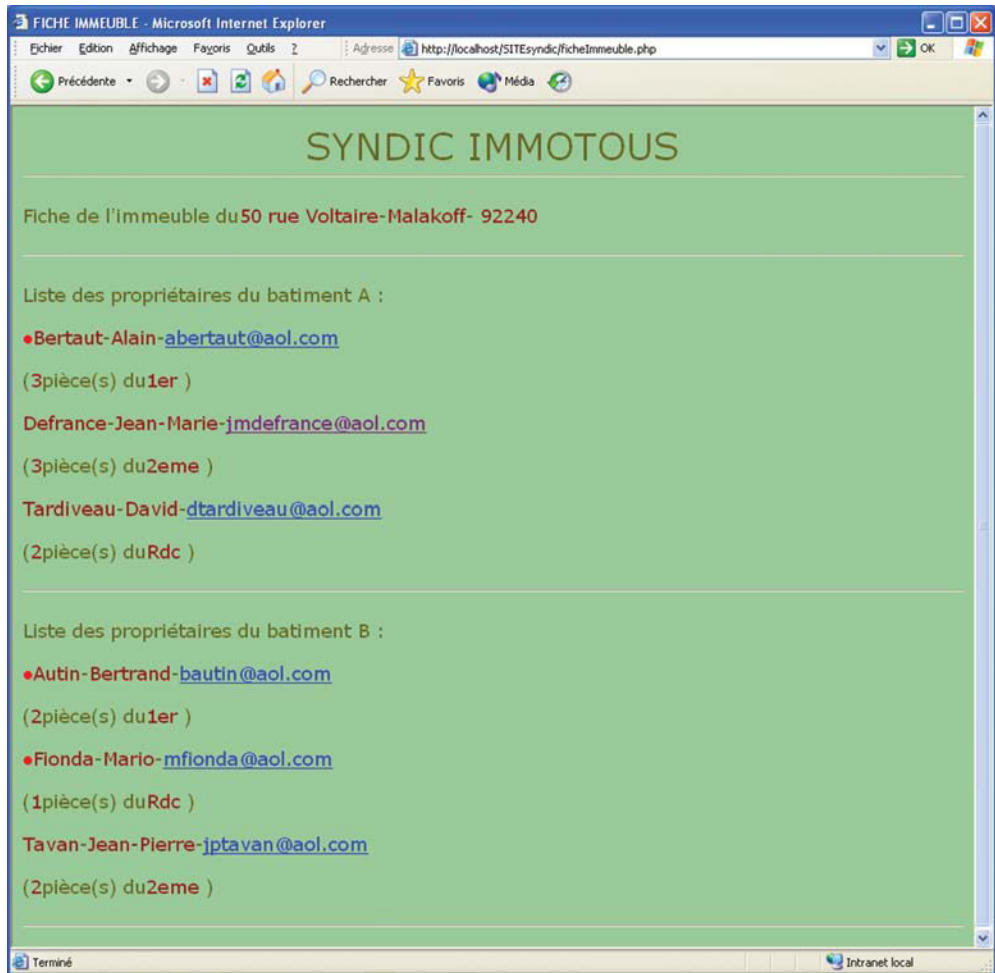 FICHE IMMEUBLE - Microsoft Internet Explorer
Fichier Edition Affichage Favoris Outils ? Adresse http://localhost/SITEsyndic/ficheImmeuble.php OK
Précédente Rechercher Favoris Média
SYNDIC IMMOTOUS
Fiche de l'immeuble du50 rue Voltaire-Malakoff- 92240
Liste des propriétaires du batiment A :
●Bertaut-Alain-abertaut@aol.com
(3pièce(s) du1er )
Defrance-Jean-Marie-jmdefrance@aol.com
(3pièce(s) du2eme )
Tardiveau-David-dtardiveau@aol.com
(2pièce(s) duRdc )
Liste des propriétaires du batiment B :
●Autin-Bertrand-bautin@aol.com
(2pièce(s) du1er )
●Fionda-Mario-mfionda@aol.com
(1pièce(s) duRdc )
Tavan-Jean-Pierre-jptavan@aol.com
(2pièce(s) du2eme )
Terminé Intranet local